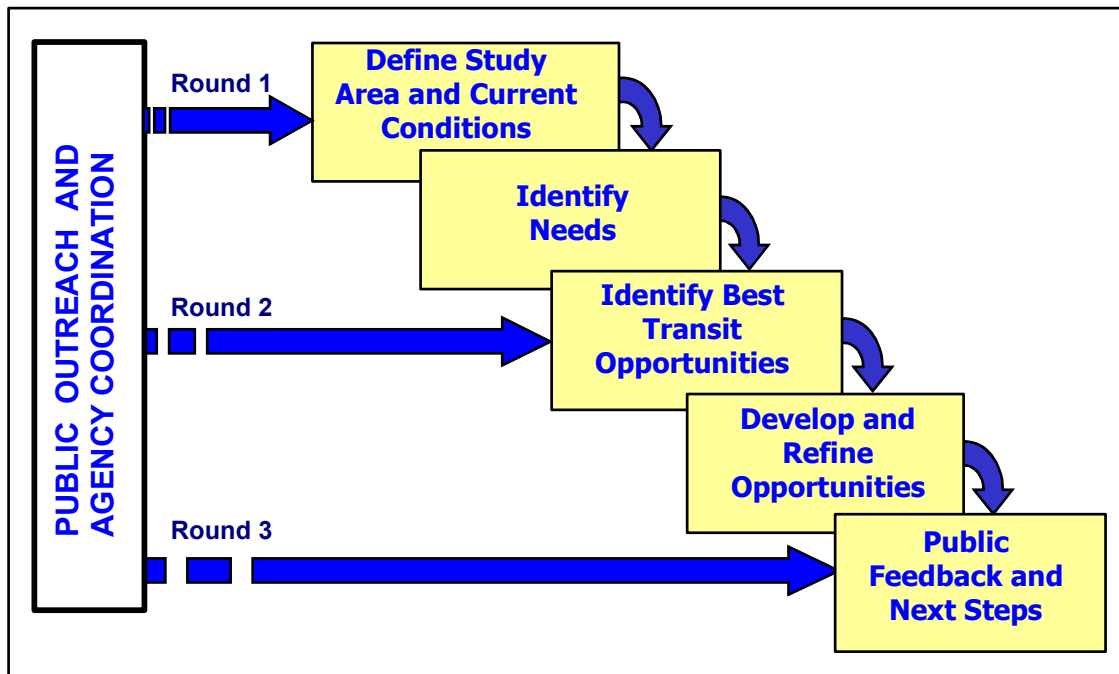 PUBLIC OUTREACH AND
AGENCY COORDINATION
Round 1
Define Study
Area and Current
Conditions
Identify
Needs
Round 2
Identify Best
Transit
Opportunities
Develop and
Refine
Opportunities
Round 3
Public
Feedback and
Next Steps